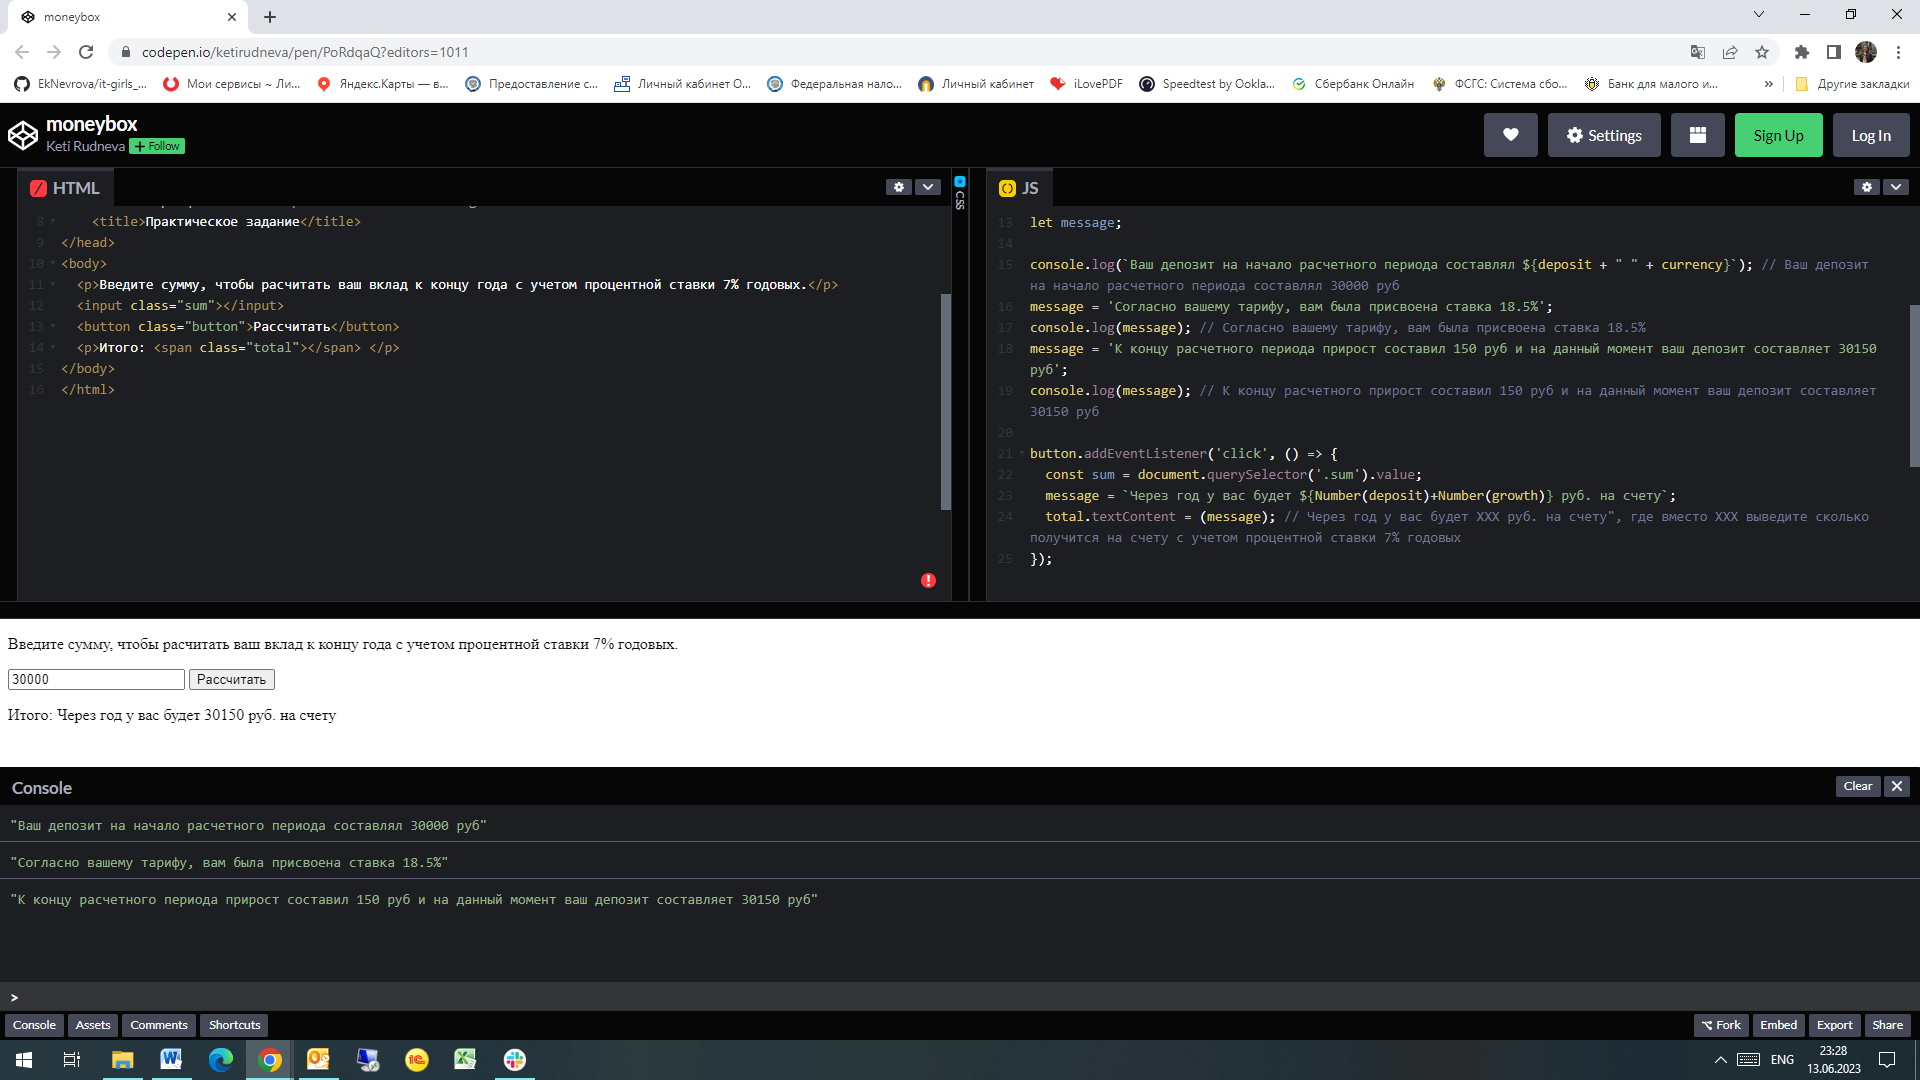 moneybox
codepen.io/ketirudneva/pen/PoRdqaQ?editors=1011
EkNevrova/it-girls_... Мои сервисы ~ Ли... Яндекс.Карты — в... Предоставление с... Личный кабинет О... Федеральная нало... Личный кабинет iLovePDF Speedtest by Ookla... Сбербанк Онлайн ФСГС: Система сбо... Банк для малого и... » Другие закладки
moneybox
Keti Rudneva + Follow
Settings Sign Up Log In
HTML
8 <title>Практическое задание</title>
9 </head>
10 <body>
11 <p>Введите сумму, чтобы расчитать ваш вклад к концу года с учетом процентной ставки 7% годовых.</p>
12 <input class="sum"></input>
13 <button class="button">Рассчитать</button>
14 <p>Итого: <span class="total"></span> </p>
15 </body>
16 </html>
CSS
JS
13 let message;
14
15 console.log(`Ваш депозит на начало расчетного периода составлял ${deposit + " " + currency}`); // Ваш депозит
на начало расчетного периода составлял 30000 руб
16 message = 'Согласно вашему тарифу, вам была присвоена ставка 18.5%';
17 console.log(message); // Согласно вашему тарифу, вам была присвоена ставка 18.5%
18 message = 'К концу расчетного периода прирост составил 150 руб и на данный момент ваш депозит составляет 30150
руб';
19 console.log(message); // К концу расчетного прирост составил 150 руб и на данный момент ваш депозит составляет
30150 руб
20
21 button.addEventListener('click', () => {
22 const sum = document.querySelector('.sum').value;
23 message = `Через год у вас будет ${Number(deposit)+Number(growth)} руб. на счету`;
24 total.textContent = (message); // Через год у вас будет XXX руб. на счету", где вместо XXX выведите сколько
получится на счету с учетом процентной ставки 7% годовых
25 });
Введите сумму, чтобы расчитать ваш вклад к концу года с учетом процентной ставки 7% годовых.
30000 Рассчитать
Итого: Через год у вас будет 30150 руб. на счету
Console Clear
"Ваш депозит на начало расчетного периода составлял 30000 руб"
"Согласно вашему тарифу, вам была присвоена ставка 18.5%"
"К концу расчетного периода прирост составил 150 руб и на данный момент ваш депозит составляет 30150 руб"
>
Console Assets Comments Shortcuts Fork Embed Export Share
ENG
23:28
13.06.2023